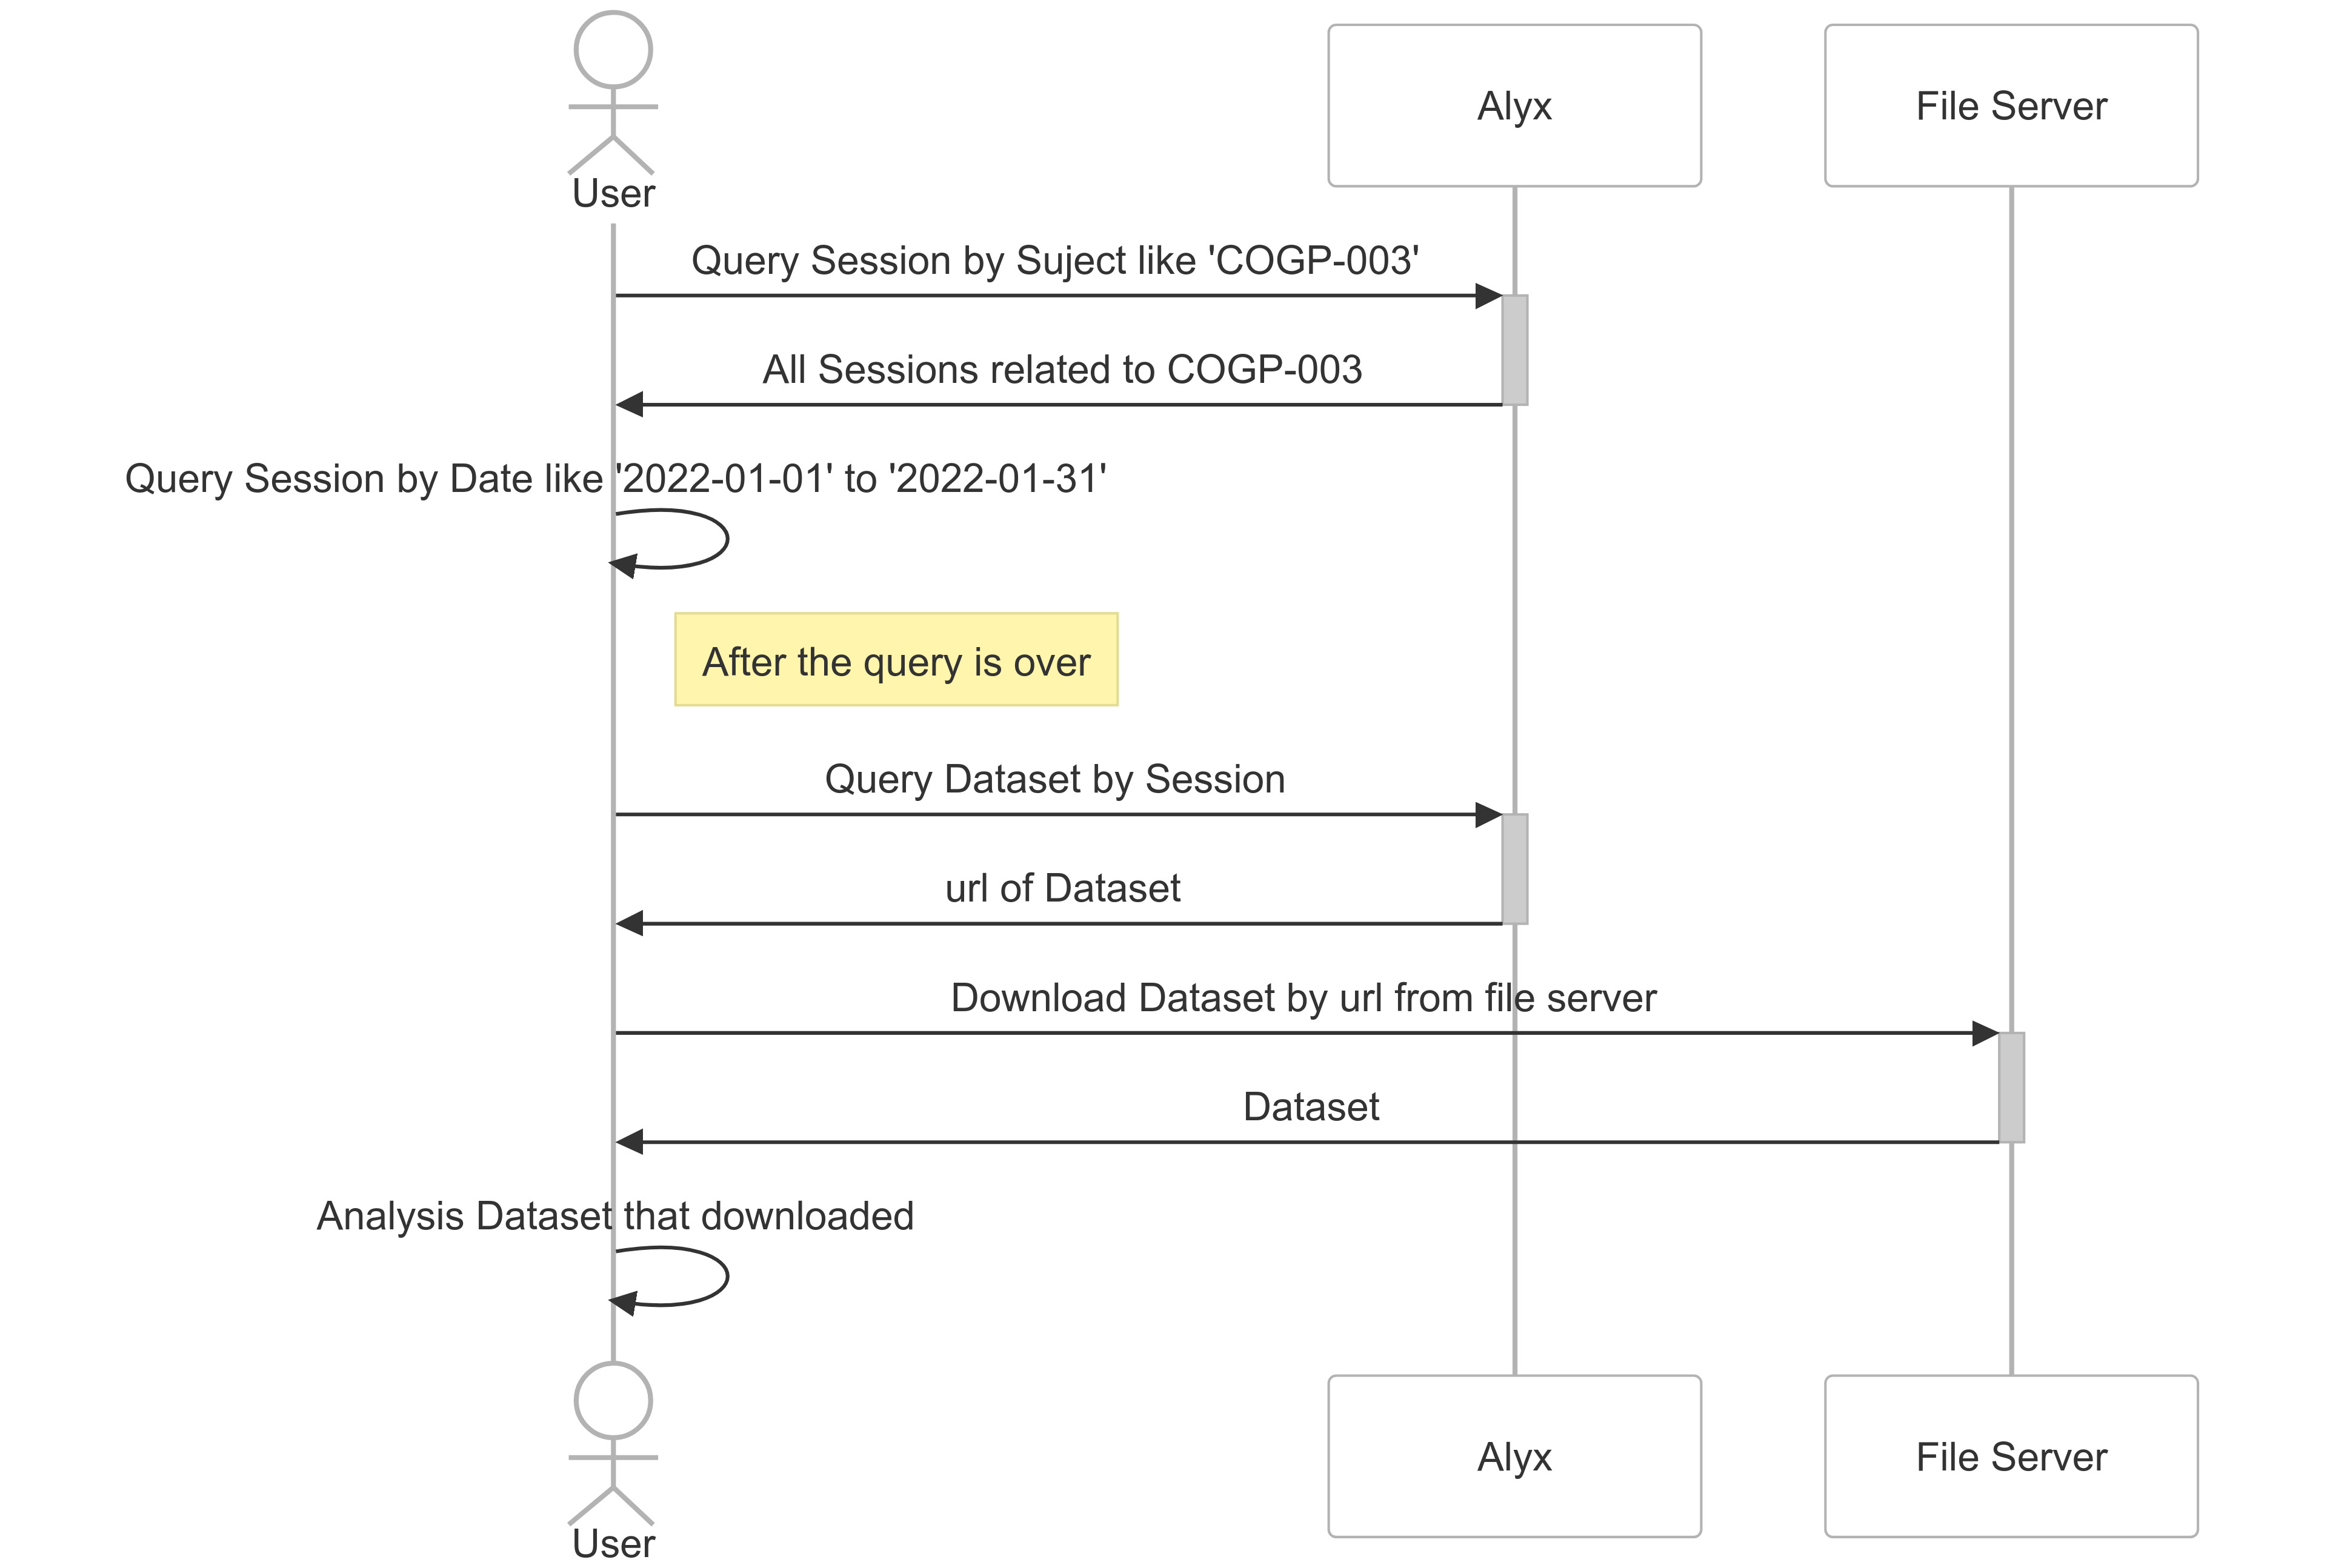 User
Alyx
File Server
Query Session by Suject like 'COGP-003'
All Sessions related to COGP-003
Query Session by Date like '2022-01-01' to '2022-01-31'
After the query is over
Query Dataset by Session
url of Dataset
Download Dataset by url from file server
Dataset
Analysis Dataset that downloaded
User
Alyx
File Server